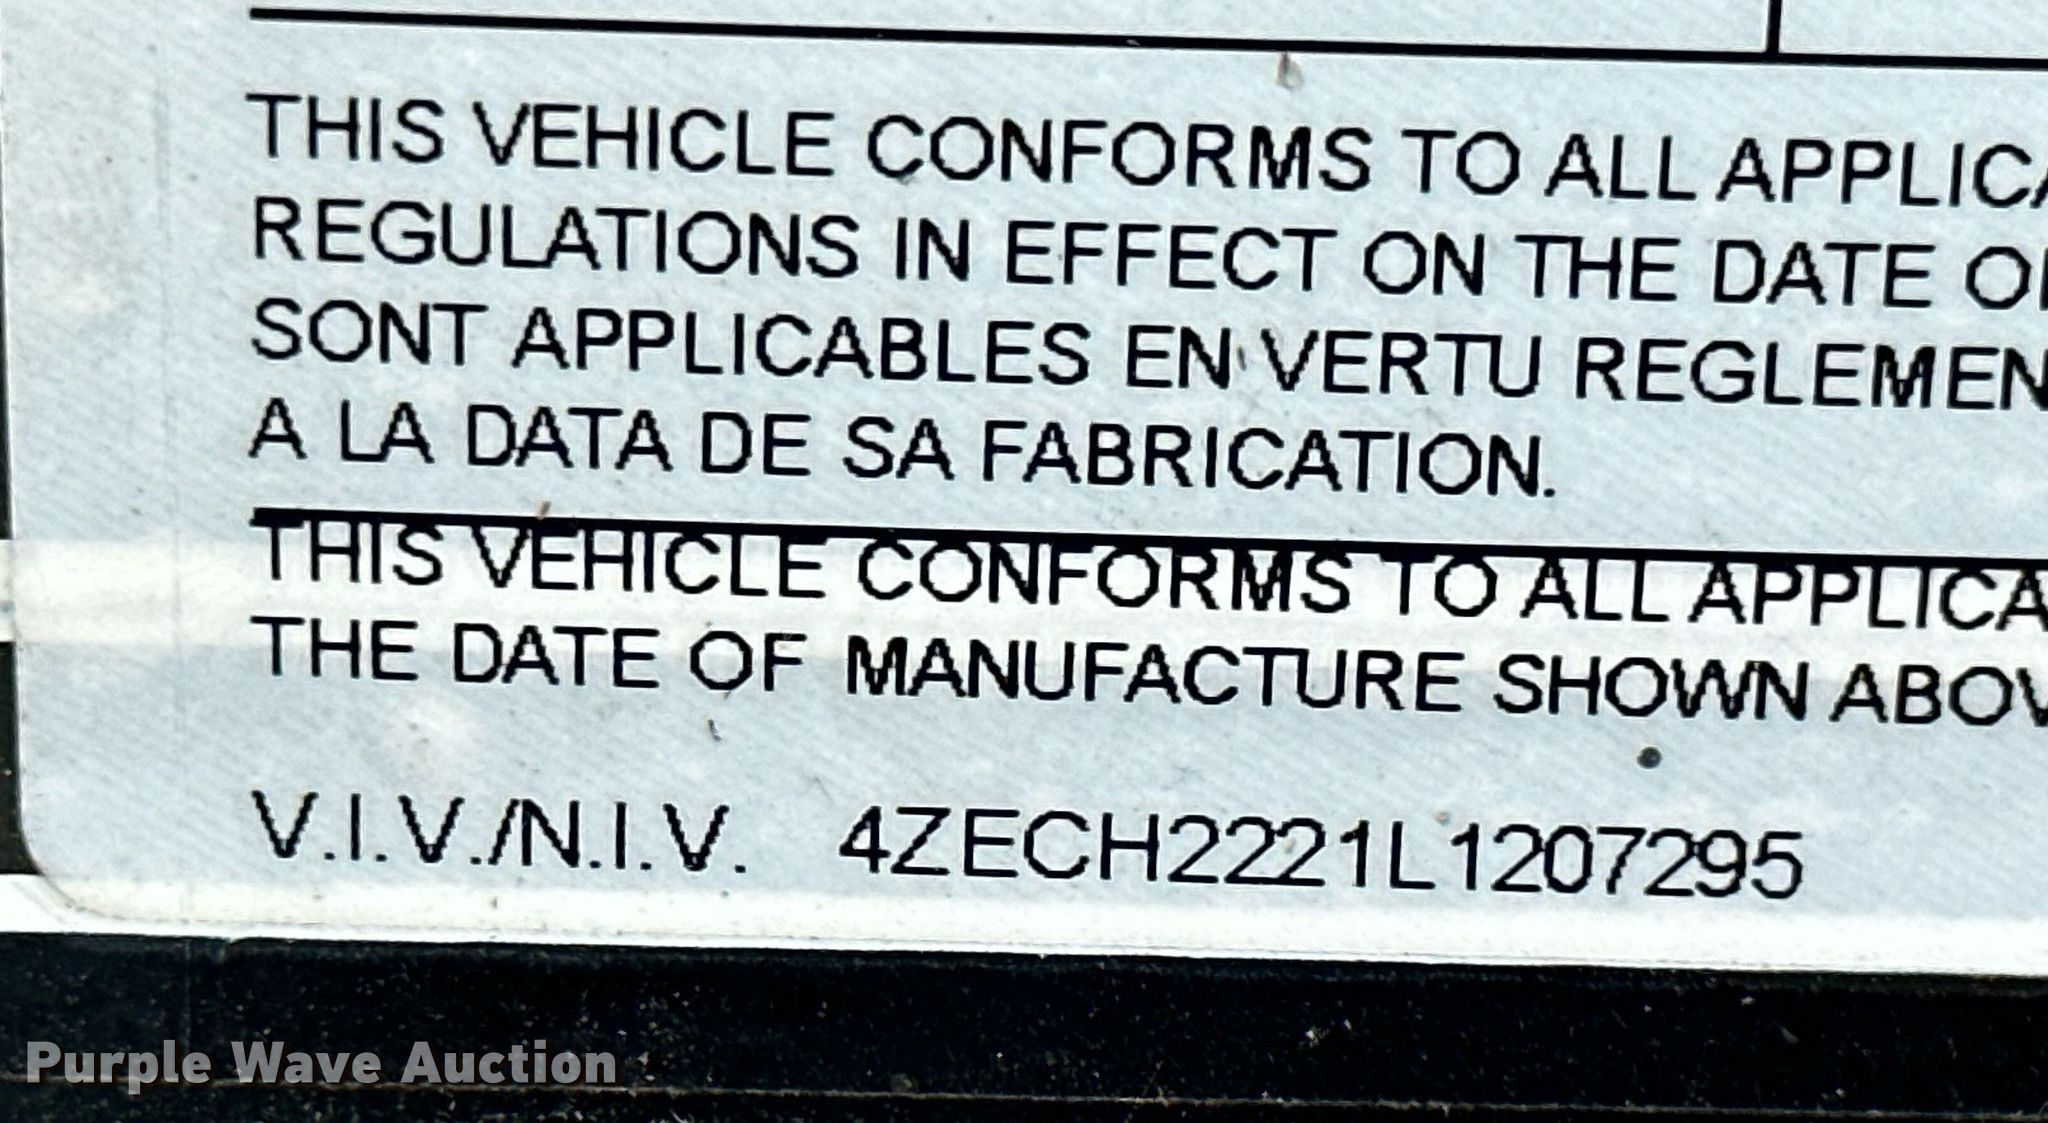 THIS VEHICLE CONFORMS TO ALL APPLICA
REGULATIONS IN EFFECT ON THE DATE OF
SONT APPLICABLES EN VERTU REGLEMEN
A LA DATA DE SA FABRICATION.
THIS VEHICLE CONFORMS TO ALL APPLICA
THE DATE OF MANUFACTURE SHOWN ABOV
V.I.V./N.I.V. 4ZECH2221L1207295
Purple Wave Auction